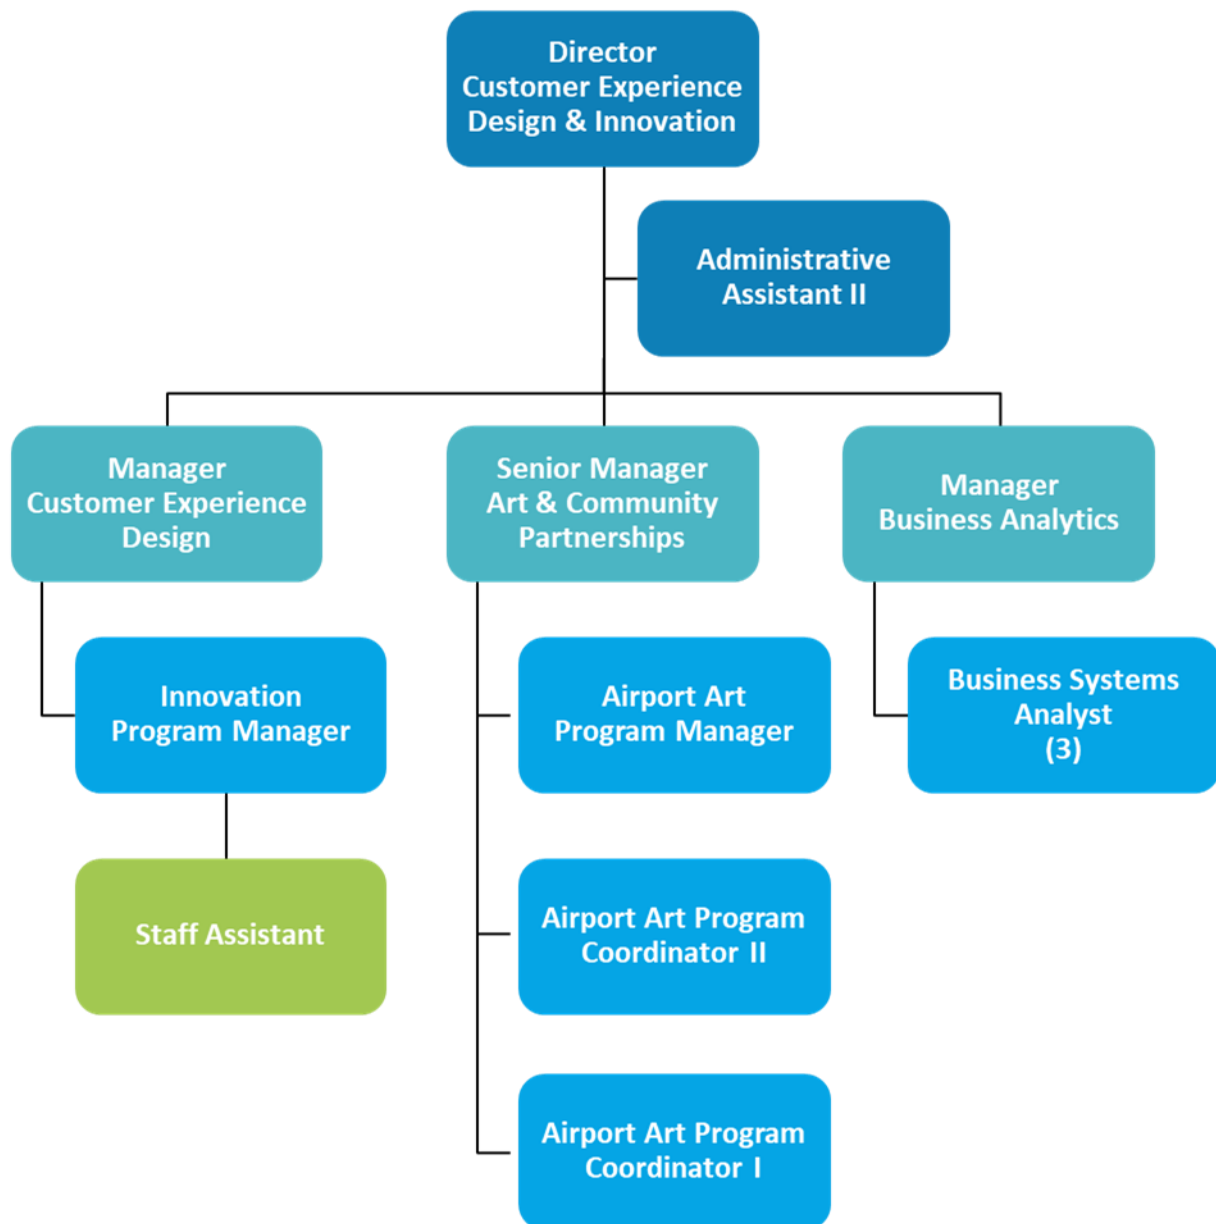 Director
Customer Experience
Design & Innovation
Administrative
Assistant II
Manager
Customer Experience
Design
Senior Manager
Art & Community
Partnerships
Manager
Business Analytics
Innovation
Program Manager
Airport Art
Program Manager
Business Systems
Analyst
(3)
Staff Assistant
Airport Art Program
Coordinator II
Airport Art Program
Coordinator I